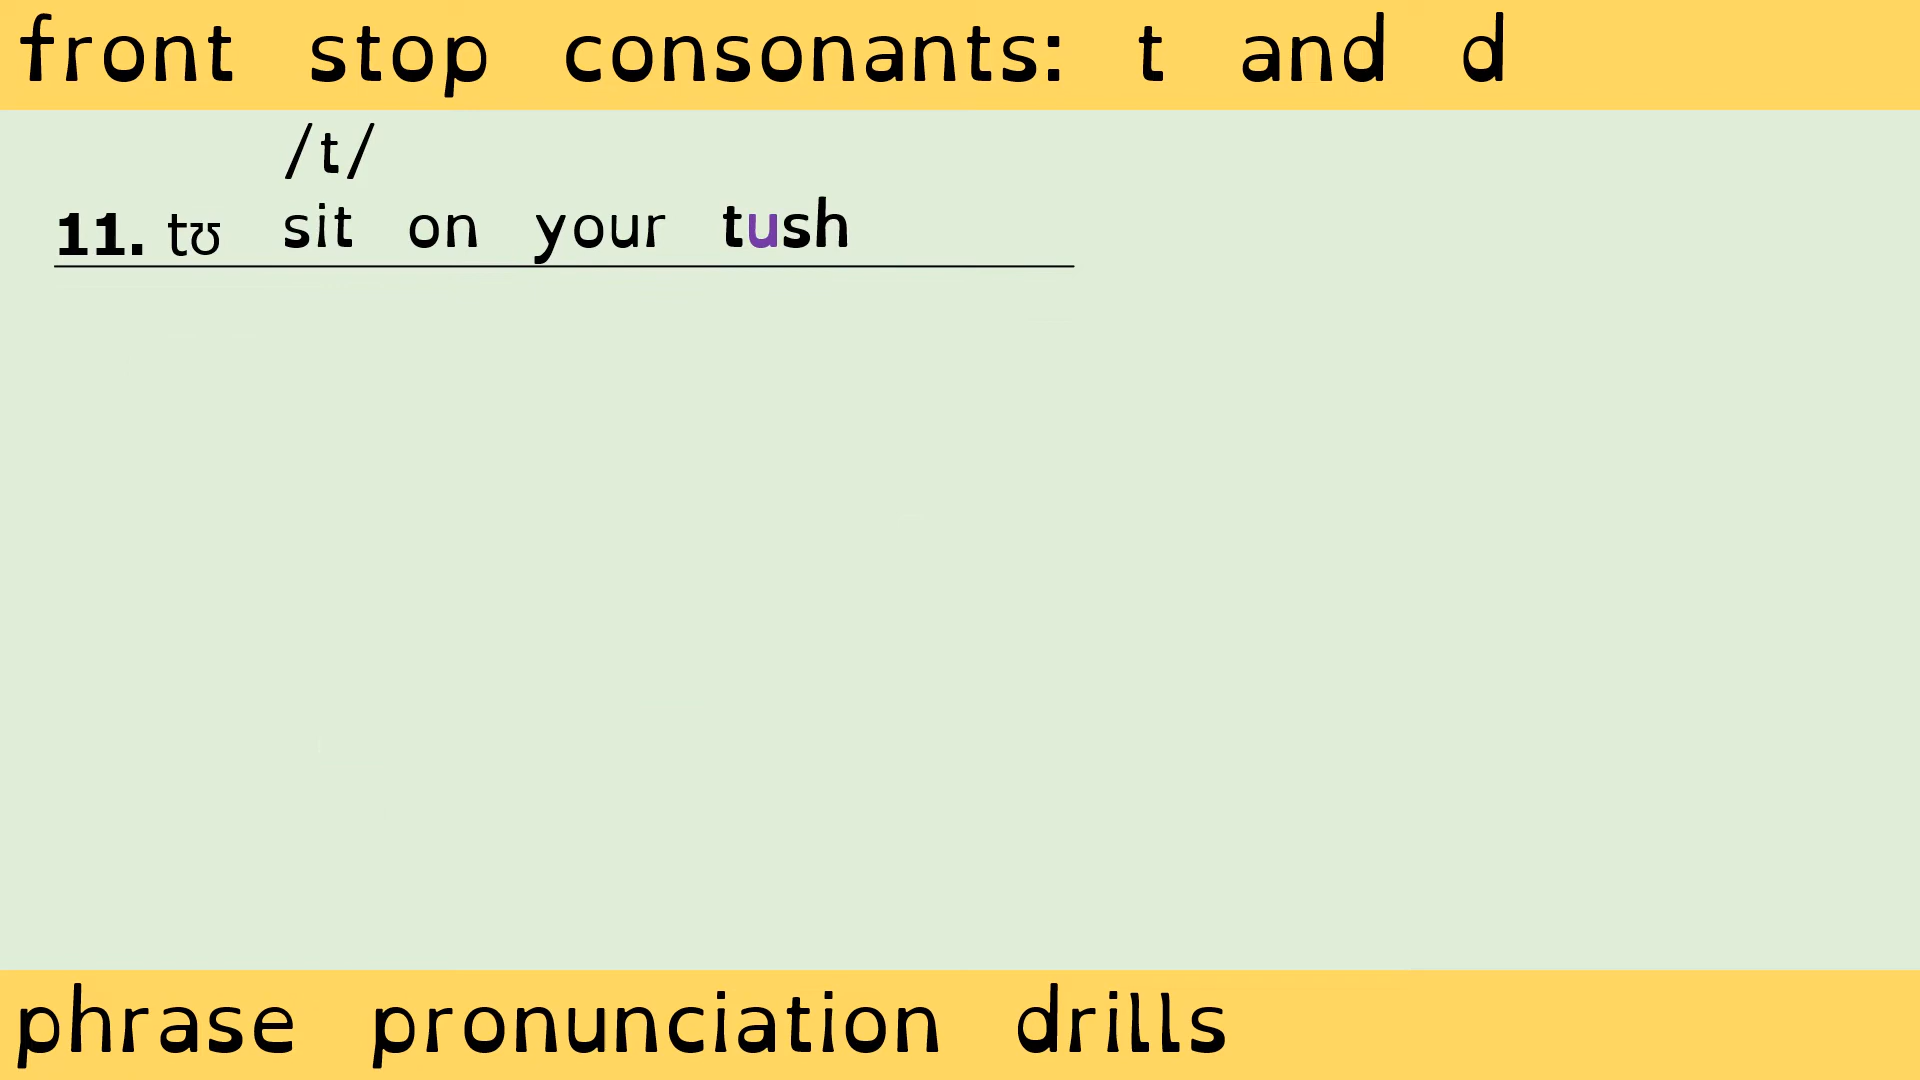 front stop consonants: t and d
/t/
11. tʊ sit on your tush
phrase pronunciation drills